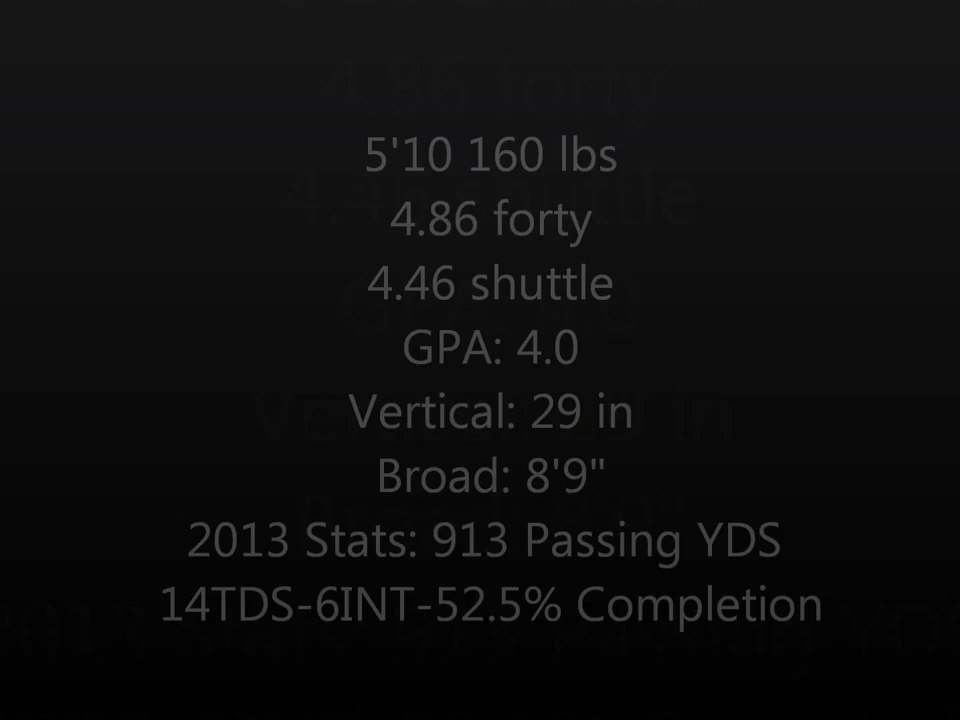 5'10 160 lbs
4.86 forty
4.46 shuttle
GPA: 4.0
Vertical: 29 in
Broad: 8'9"
2013 Stats: 913 Passing YDS
14TDS-6INT-52.5% Completion